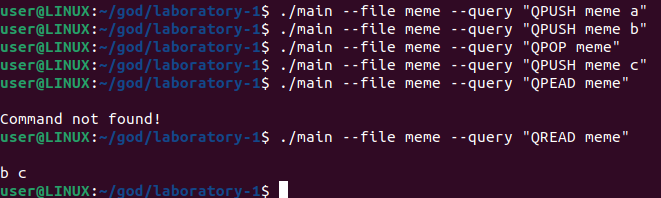 user@LINUX:~/god/laboratory-1$ ./main --file meme --query "QPUSH meme a"
user@LINUX:~/god/laboratory-1$ ./main --file meme --query "QPUSH meme b"
user@LINUX:~/god/laboratory-1$ ./main --file meme --query "QPOP meme"
user@LINUX:~/god/laboratory-1$ ./main --file meme --query "QPUSH meme c"
user@LINUX:~/god/laboratory-1$ ./main --file meme --query "QPEAD meme"
Command not found!
user@LINUX:~/god/laboratory-1$ ./main --file meme --query "QREAD meme"
b c
user@LINUX:~/god/laboratory-1$